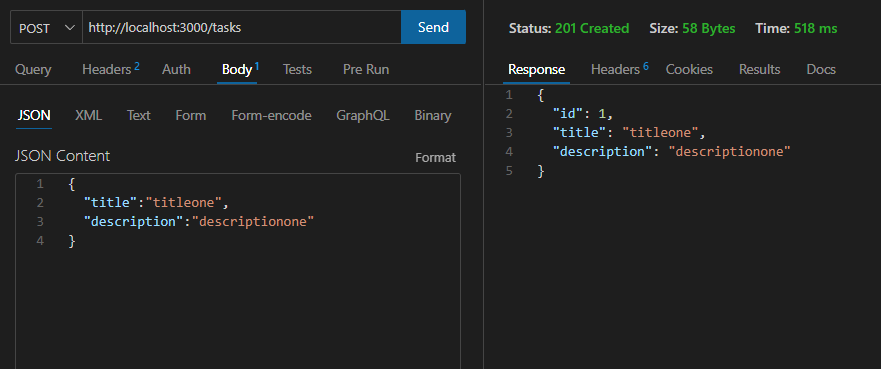 POST http://localhost:3000/tasks Send
Query Headers 2 Auth Body 1 Tests Pre Run
JSON XML Text Form Form-encode GraphQL Binary
JSON Content Format
1 {
2 "title":"titleone",
3 "description":"descriptionone"
4 }
Status: 201 Created Size: 58 Bytes Time: 518 ms
Response Headers 6 Cookies Results Docs
1 {
2 "id": 1,
3 "title": "titleone",
4 "description": "descriptionone"
5 }